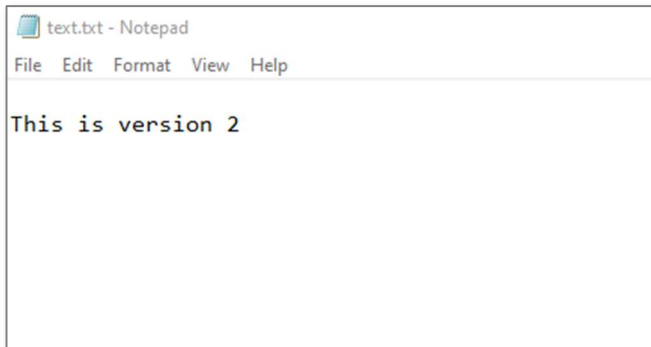 text.txt - Notepad
File Edit Format View Help
This is version 2